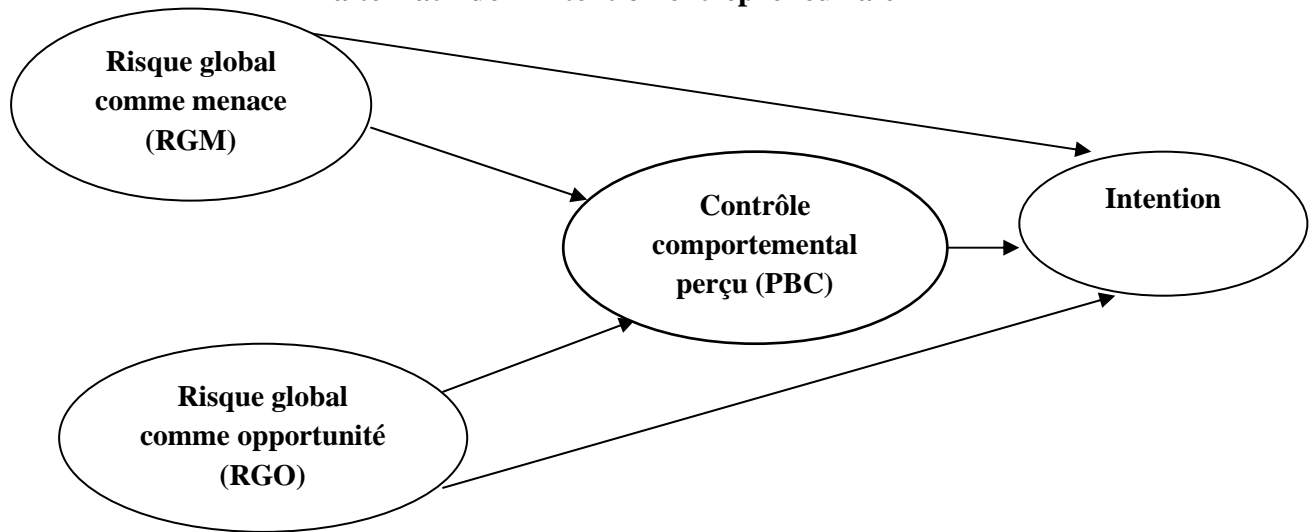 Risque global
comme menace
(RGM)
Intention
Contrôle
comportemental
perçu (PBC)
Risque global
comme opportunité
(RGO)